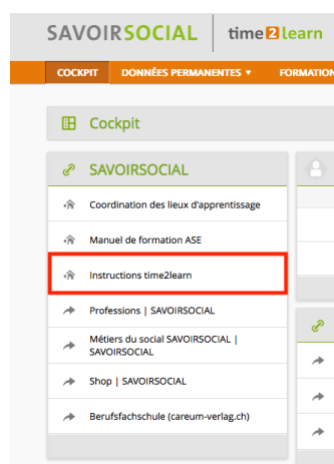 SAVOIRSOCIAL time2learn
COCKPIT DONNÉES PERMANENTES FORMATION
Cockpit
SAVOIRSOCIAL
Coordination des lieux d'apprentissage
Manuel de formation ASE
Instructions time2learn
Professions | SAVOIRSOCIAL
Métiers du social SAVOIRSOCIAL |
SAVOIRSOCIAL
Shop | SAVOIRSOCIAL
Berufsfachschule (careum-verlag.ch)